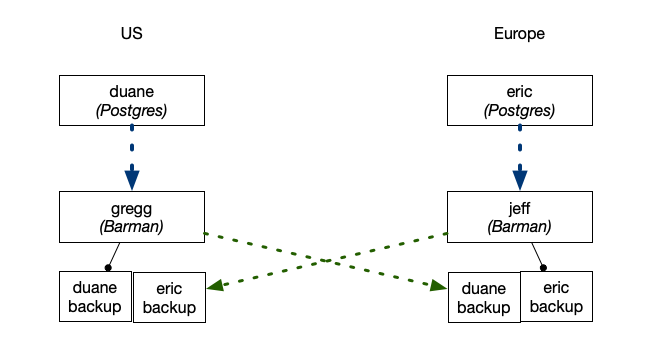 US
Europe
duane
(Postgres)
eric
(Postgres)
gregg
(Barman)
jeff
(Barman)
duane
backup
eric
backup
duane
backup
eric
backup